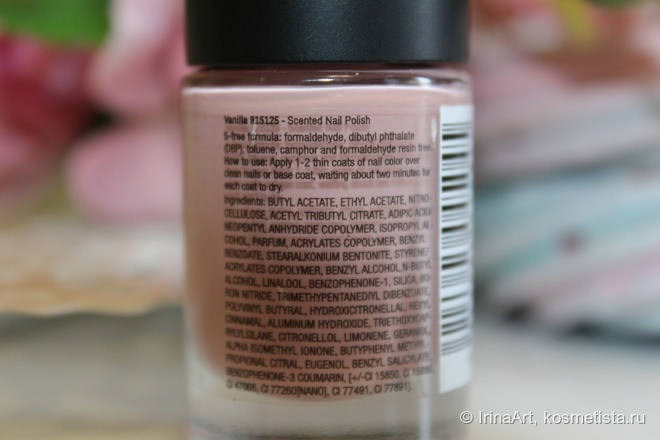 Vanilla 915125 - Scented Nail Polish
5-free formula: formaldehyde, dibutyl phthalate
(DBP), toluene, camphor and formaldehyde resin free.
How to use: Apply 1-2 thin coats of nail color over
clean nails or base coat, waiting about two minutes for
each coat to dry.
Ingredients: BUTYL ACETATE, ETHYL ACETATE, NITRO-
CELLULOSE, ACETYL TRIBUTYL CITRATE, ADIPIC ACID/
NEOPENTYL ANHYDRIDE COPOLYMER, ISOPROPYL AL
COHOL, PARFUM, ACRYLATES COPOLYMER, BENZYL
BENZOATE, STEARALKONIUM BENTONITE, STYRENE/
ACRYLATES COPOLYMER, BENZYL ALCOHOL,N-BUTYL
ALCOHOL, LINALOOL, BENZOPHENONE-1, SILICA, BO-
RON NITRIDE, TRIMETHYPENTANEDIYL DIBENZOATE,
POLYVINYL BUTYRAL, HYDROXICITRONELLAL, HEXYL
CINNAMAL, ALUMINUM HYDROXIDE, TRIETHOXYCAP
RYLYLSILANE, CITRONELLOL, LIMONENE, GERANIOL,
ALPHA ISOMETHYL IONONE, BUTYPHENYL METHYL
PROPIONAL CITRAL, EUGENOL, BENZYL SALICYLATE,
BENZOPHENONE-3 COUMARIN, [+/-CI 15850, CI
CI 47005, CI 77260[NANO], CI 77491, CI 77891].
© IrinaArt, kosmetista.ru